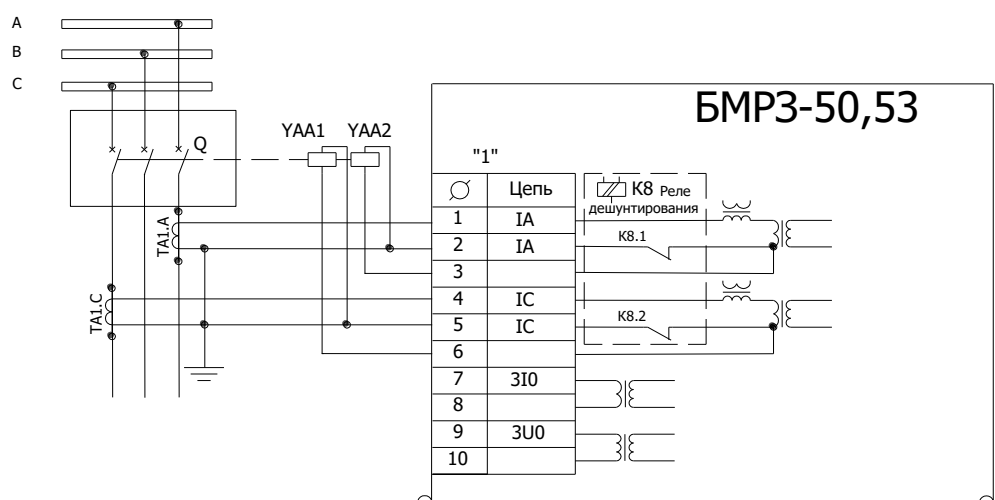 A
B
C
БМРЗ-50,53
YAA1 YAA2
Q
"1"
Цепь
K8 Реле
дешунтирования
1 IA
K8.1
2 IA
3
4 IC
K8.2
5 IC
6
7 3I0
8
9 3U0
10
TA1.A
TA1.C